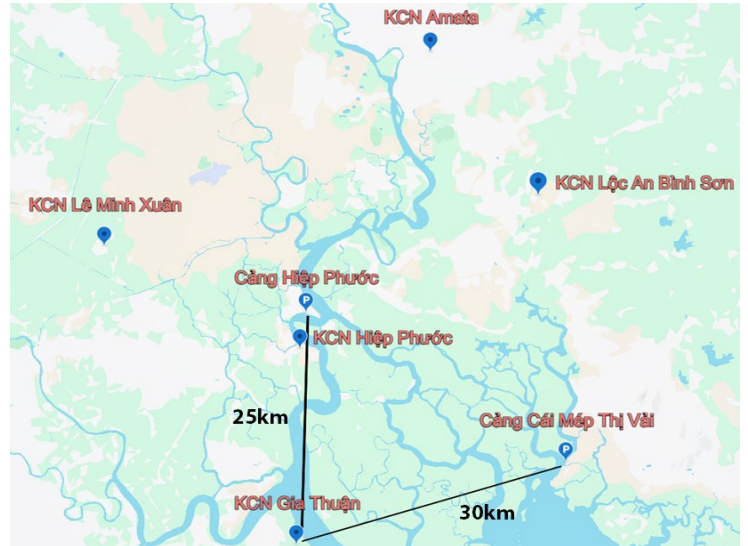 KCN Amata
KCN Lộc An Bình Sơn
KCN Lê Minh Xuân
Cảng Hiệp Phước
P
KCN Hiệp Phước
25km
Cảng Cái Mép Thị Vải
P
KCN Gia Thuận
30km